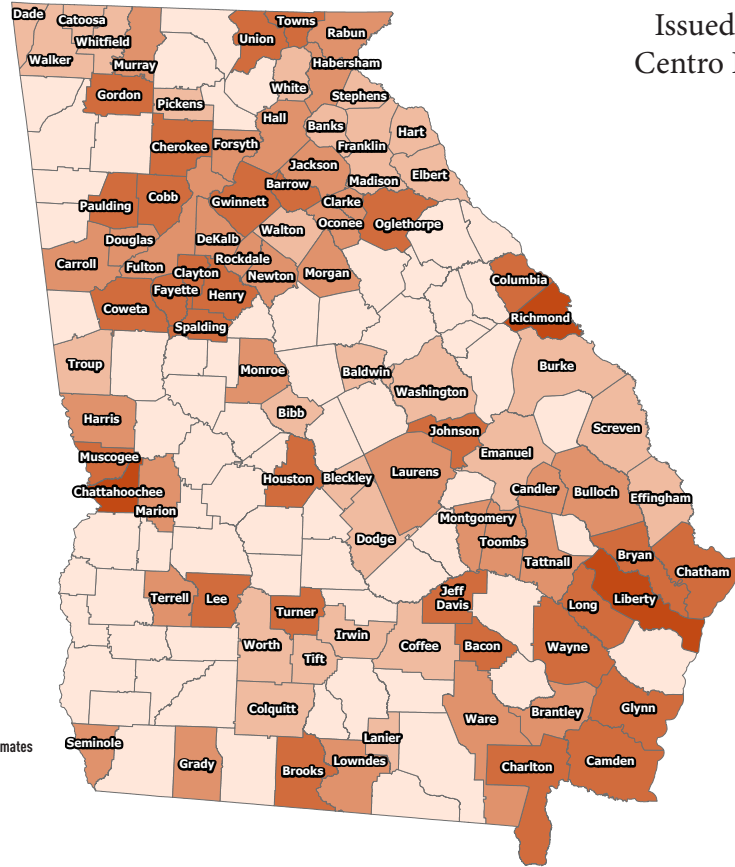 Issued
Centro
Dade
Catoosa
Whitfield
Walker
Murray
Union
Towns
Rabun
Habersham
White
Stephens
Gordon
Pickens
Hall
Banks
Hart
Franklin
Cherokee
Forsyth
Jackson
Elbert
Madison
Barrow
Paulding
Cobb
Gwinnett
Clarke
Oconee
Oglethorpe
Walton
Douglas
DeKalb
Carroll
Fulton
Rockdale
Clayton
Newton
Morgan
Columbia
Fayette
Henry
Coweta
Richmond
Spalding
Troup
Monroe
Baldwin
Burke
Washington
Harris
Bibb
Screven
Johnson
Emanuel
Muscogee
Laurens
Houston
Bleckley
Chattahoochee
Candler
Bulloch
Effingham
Marion
Montgomery
Dodge
Toombs
Tattnall
Bryan
Chatham
Jeff
Davis
Liberty
Long
Terrell
Lee
Turner
Irwin
Worth
Tift
Coffee
Bacon
Wayne
Colquitt
Ware
Brantley
Glynn
Seminole
Lanier
mates
Grady
Brooks
Lowndes
Charlton
Camden